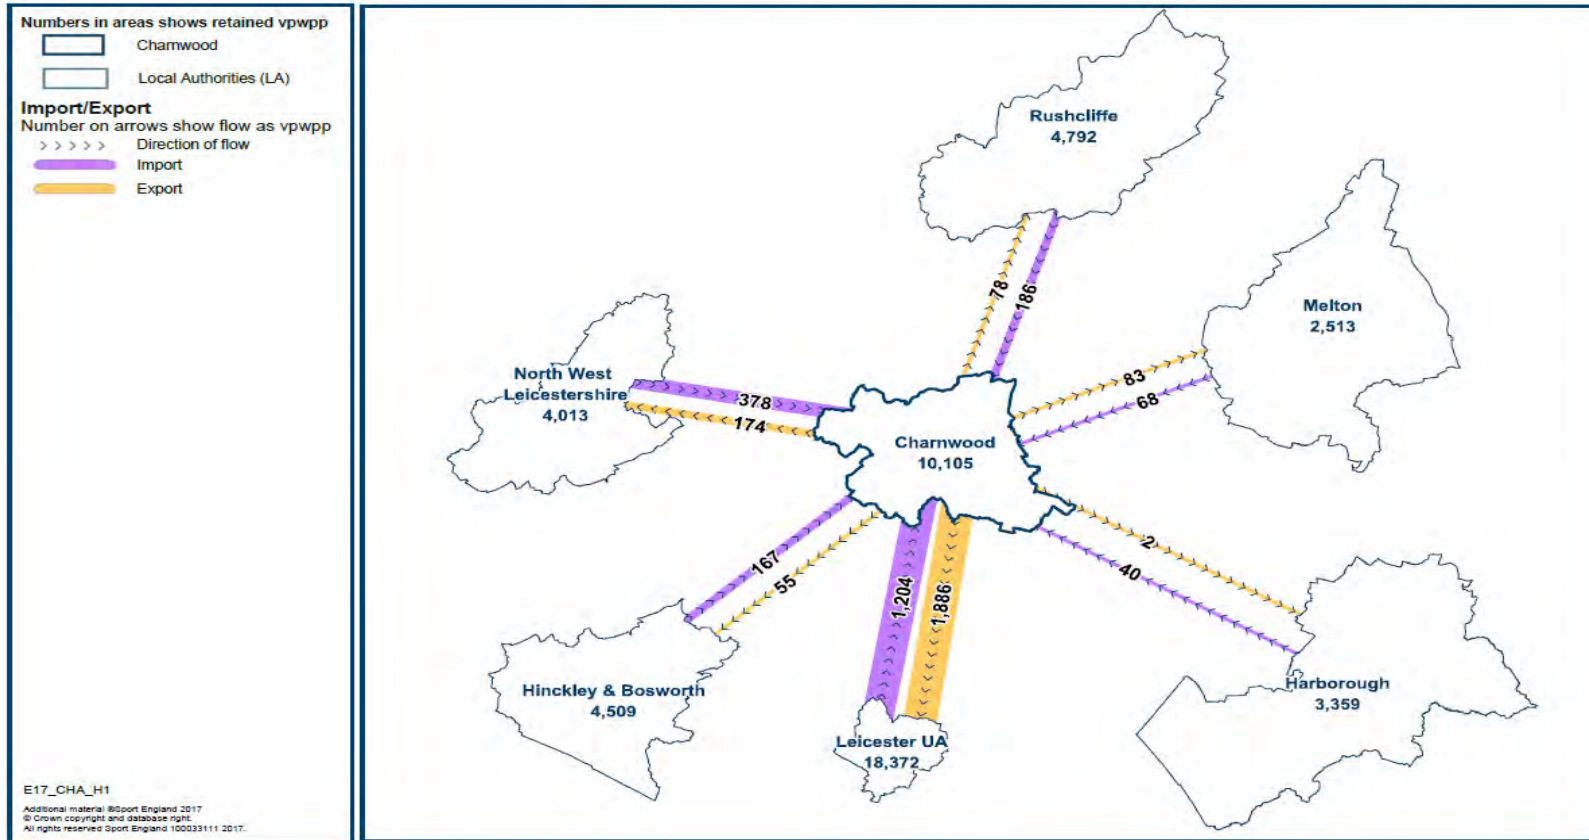 Numbers in areas shows retained vpwpp
Charnwood
Local Authorities (LA)
Import/Export
Number on arrows show flow as vpwpp
Direction of flow
Import
Export
E17_CHA_H1
Additional material ©Sport England 2017
© Crown copyright and database right.
All rights reserved Sport England 100033111 2017.
Rushcliffe
4,792
78
186
Melton
2,513
83
68
North West
Leicestershire
4,013
378
174
Charnwood
10,105
2
40
167
55
1,204
1,886
Hinckley & Bosworth
4,509
Leicester UA
18,372
Harborough
3,359